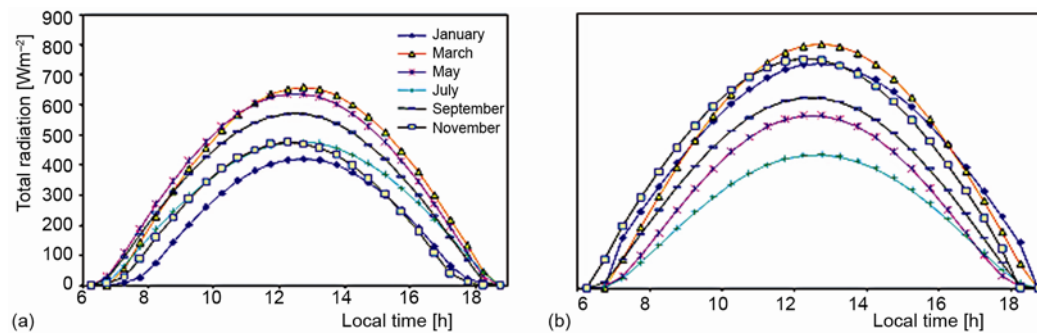 (a)
Total radiation [Wm–2]
900
800
700
600
500
400
300
200
100
0
January
March
May
July
September
November
6 8 10 12 14 16 18
Local time [h]
(b)
6 8 10 12 14 16 18
Local time [h]